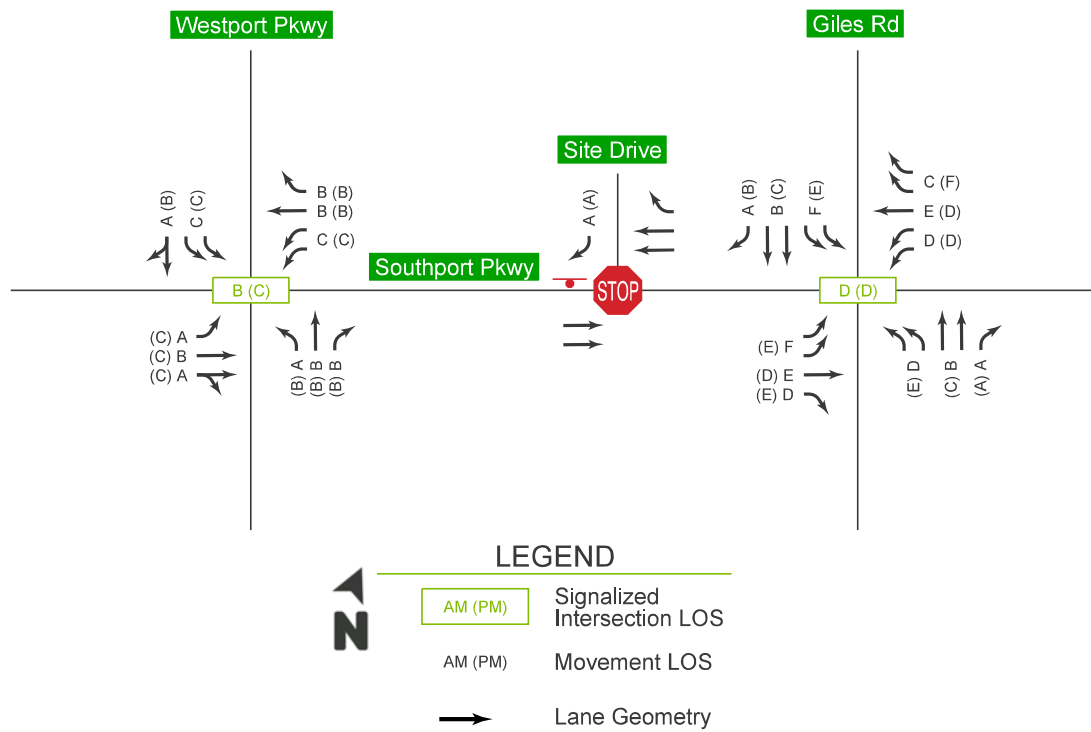 Westport Pkwy
Giles Rd
Site Drive
A (B)
C (C)
B (B)
B (B)
C (C)
A (A)
A (B)
B (C)
F (E)
C (F)
E (D)
D (D)
Southport Pkwy
B (C)
STOP
D (D)
(C) A
(C) B
(C) A
(B) A
(B) B
(B) B
(E) F
(D) E
(E) D
(E) D
(C) B
(A) A
LEGEND
AM (PM)
Signalized
Intersection LOS
N
AM (PM)
Movement LOS
Lane Geometry